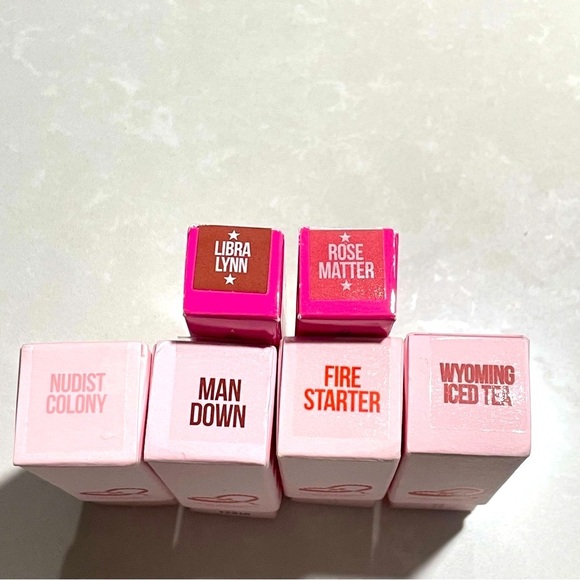 LIBRA
LYNN
ROSE
MATTER
NUDIST
COLONY
MAN
DOWN
FIRE
STARTER
WYOMING
ICED TEA